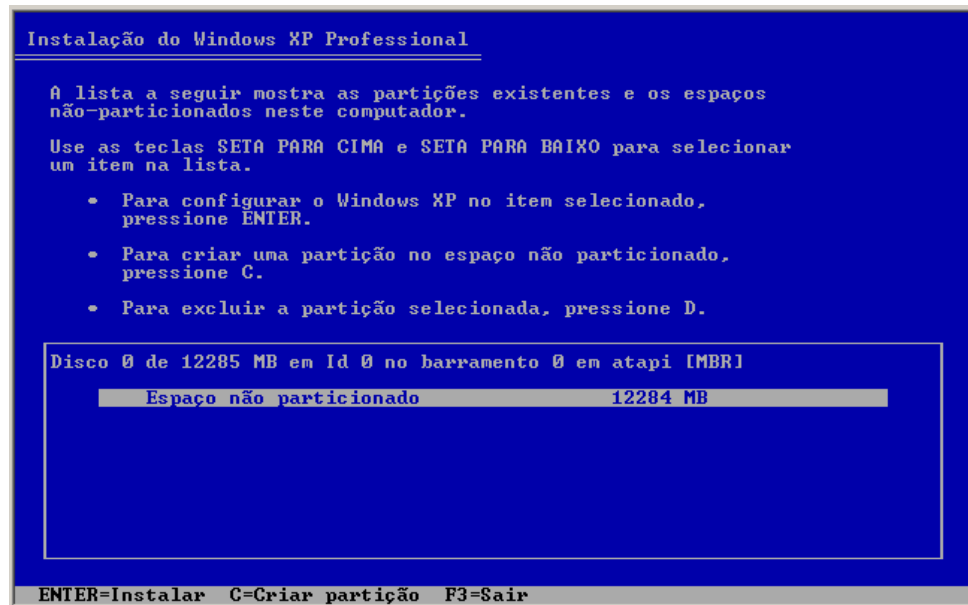 Instalação do Windows XP Professional
A lista a seguir mostra as partições existentes e os espaços
não-particionados neste computador.
Use as teclas SETA PARA CIMA e SETA PARA BAIXO para selecionar
um item na lista.
• Para configurar o Windows XP no item selecionado,
pressione ENTER.
• Para criar uma partição no espaço não particionado,
pressione C.
• Para excluir a partição selecionada, pressione D.
Disco 0 de 12285 MB em Id 0 no barramento 0 em atapi [MBR]
Espaço não particionado 12284 MB
ENTER=Instalar C=Criar partição F3=Sair